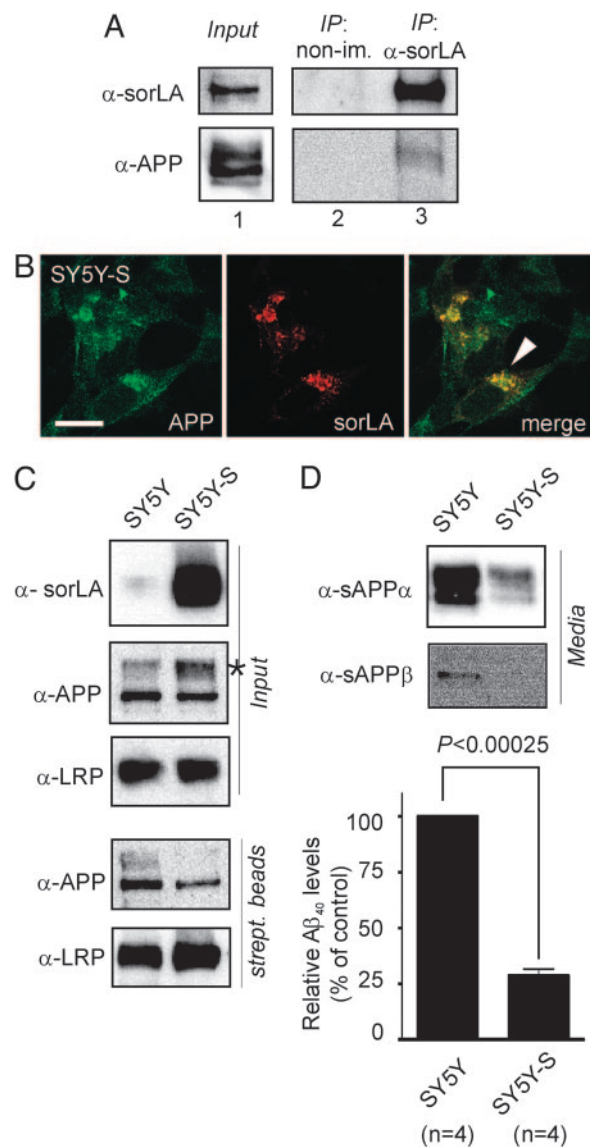 A
Input
IP:
non-im.
IP:
α-sorLA
α-sorLA
α-APP
1
2
3
B
SY5Y-S
APP
sorLA
merge
C
SY5Y
SY5Y-S
α- sorLA
α-APP
*
α-LRP
Input
α-APP
α-LRP
strept. beads
D
SY5Y
SY5Y-S
α-sAPPα
α-sAPPβ
Media
P<0.00025
Relative Aβ40 levels
(% of control)
100
75
50
25
0
SY5Y
(n=4)
SY5Y-S
(n=4)